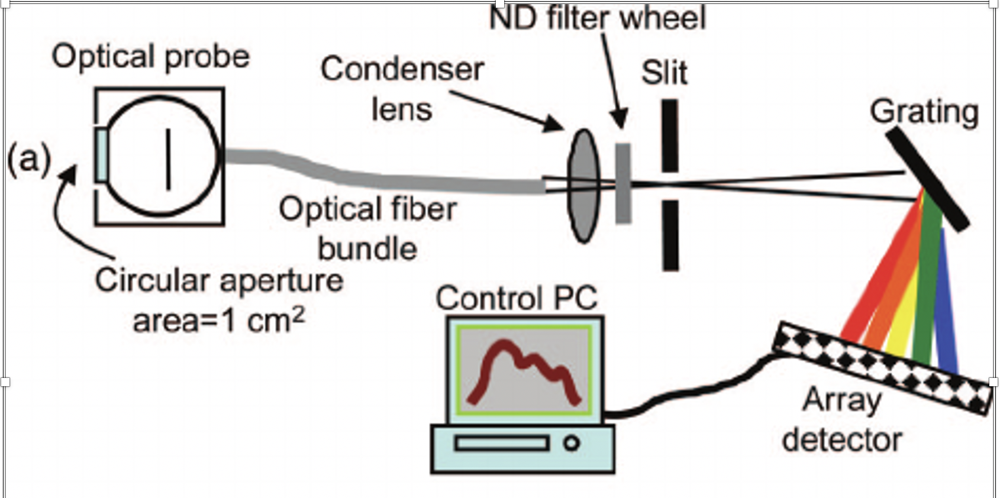 ND filter wheel
Optical probe
Condenser
lens
Slit
Grating
(a)
Optical fiber
bundle
Circular aperture
area=1 cm²
Control PC
Array
detector